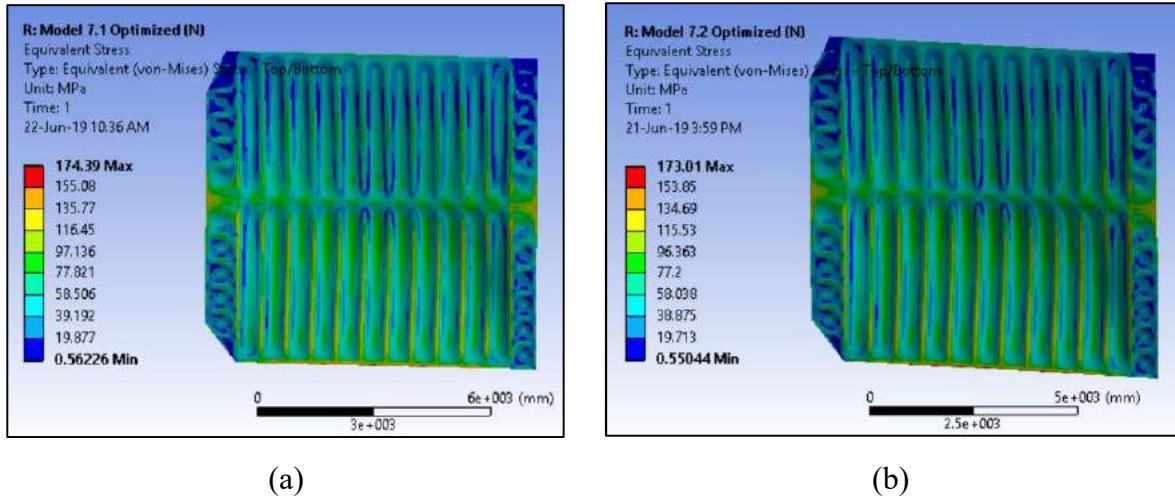 R: Model 7.1 Optimized (N)
Equivalent Stress
Type: Equivalent (von-Mises) Stress - Top/Bottom
Unit: MPa
Time: 1
22-Jun-19 10:36 AM
174.39 Max
155.08
135.77
116.45
97.136
77.821
58.506
39.192
19.877
0.56226 Min
0
6e+003 (mm)
3e+003
(a)
R: Model 7.2 Optimized (N)
Equivalent Stress
Type: Equivalent (von-Mises) Stress - Top/Bottom
Unit: MPa
Time: 1
21-Jun-19 3:59 PM
173.01 Max
153.85
134.69
115.53
96.363
77.2
58.038
38.875
19.713
0.55044 Min
0
5e+003 (mm)
2.5e+003
(b)